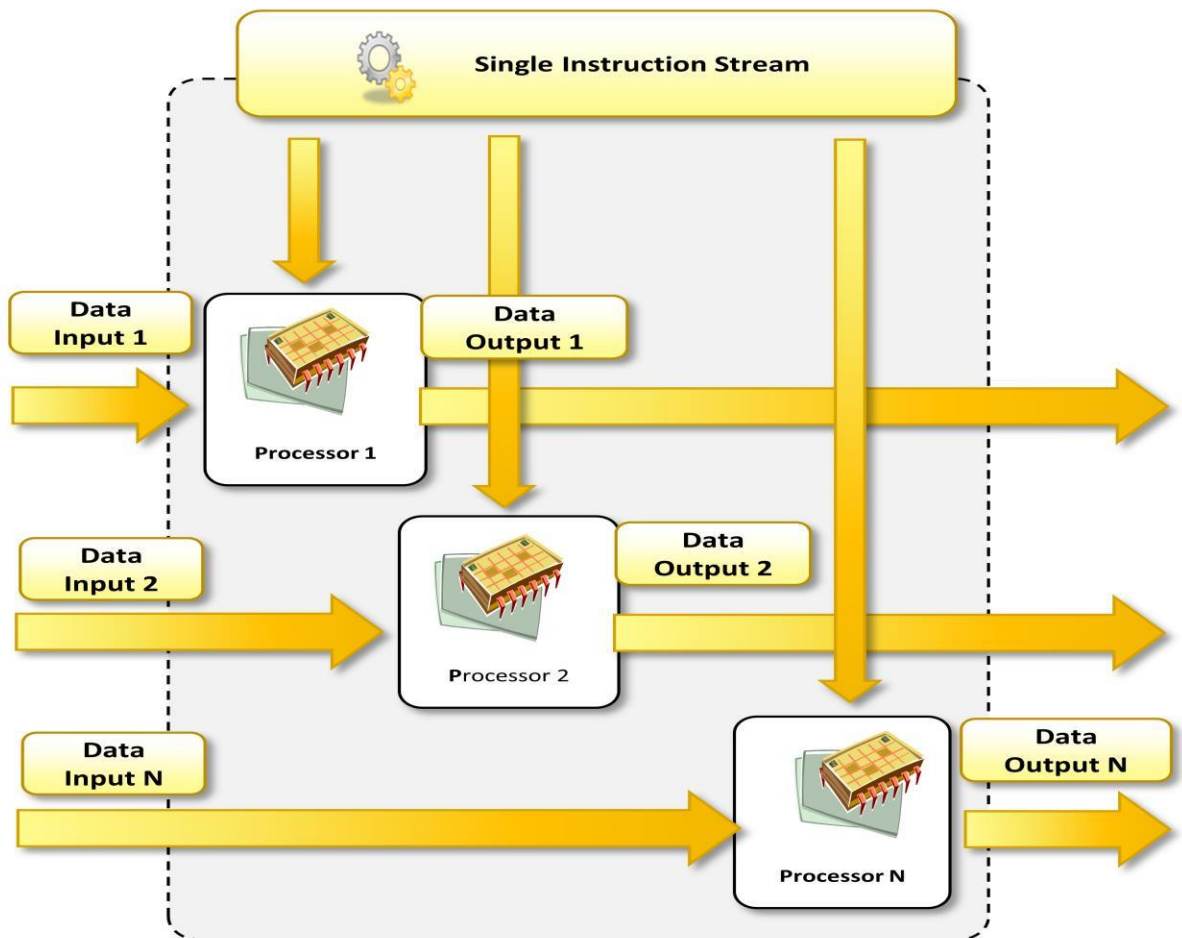 Single Instruction Stream
Data
Input 1
Data
Output 1
Processor 1
Data
Input 2
Data
Output 2
Processor 2
Data
Input N
Data
Output N
Processor N